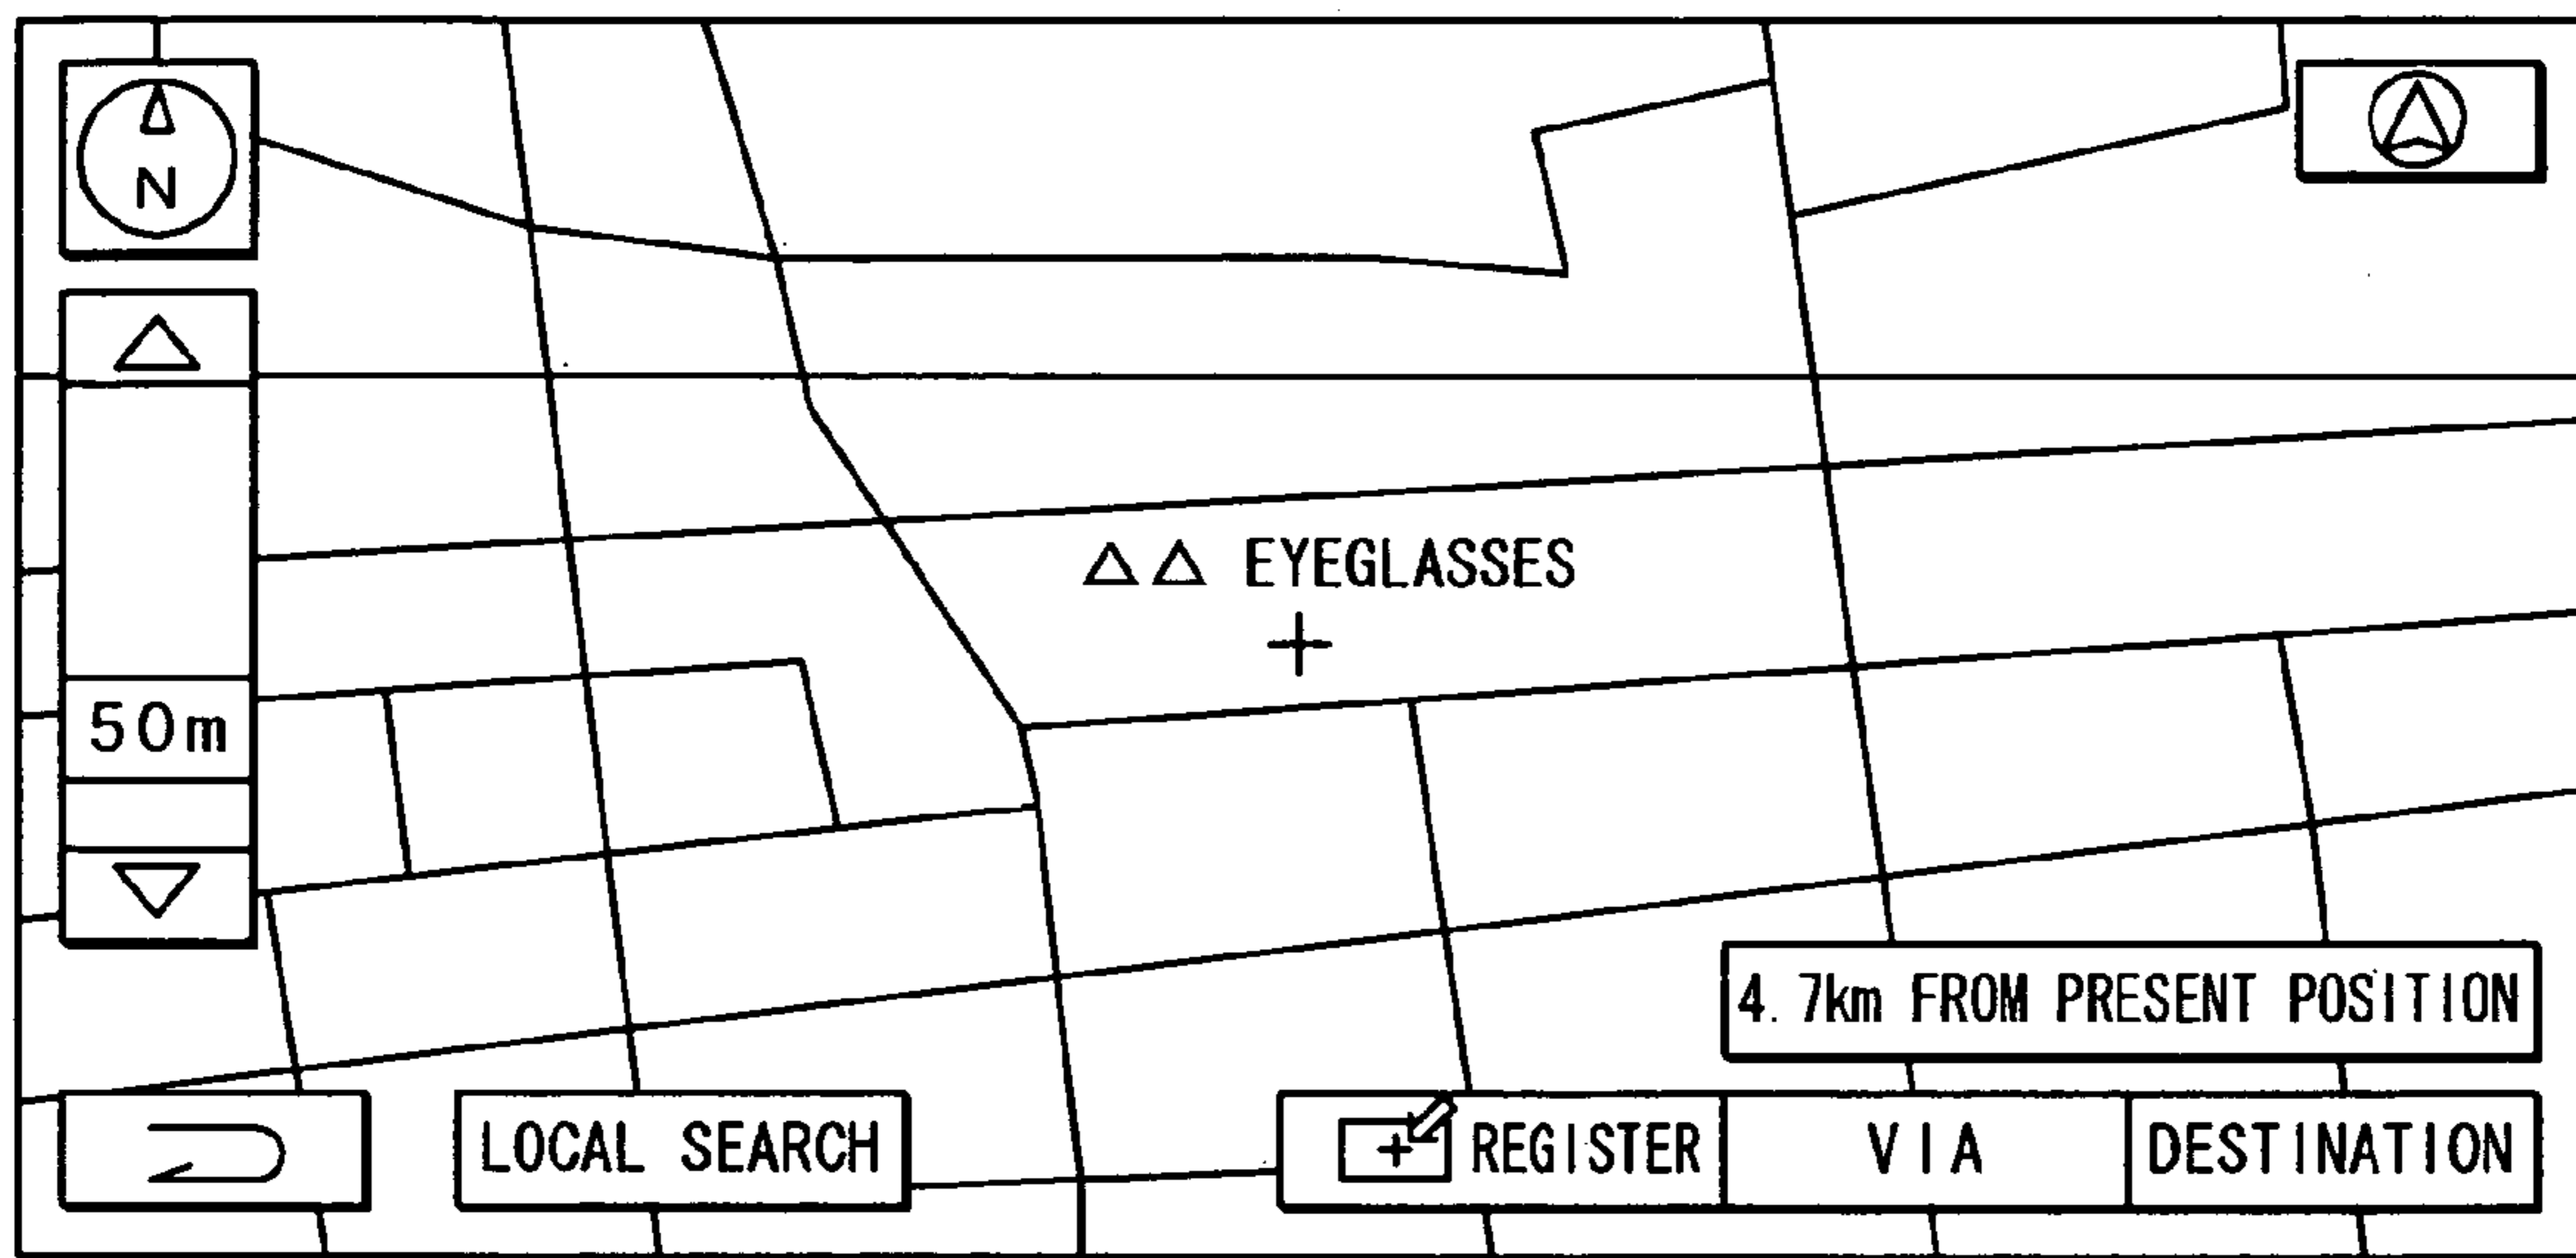 N
△△ EYEGLASSES
50m
4.7km FROM PRESENT POSITION
LOCAL SEARCH
REGISTER
VIA
DESTINATION